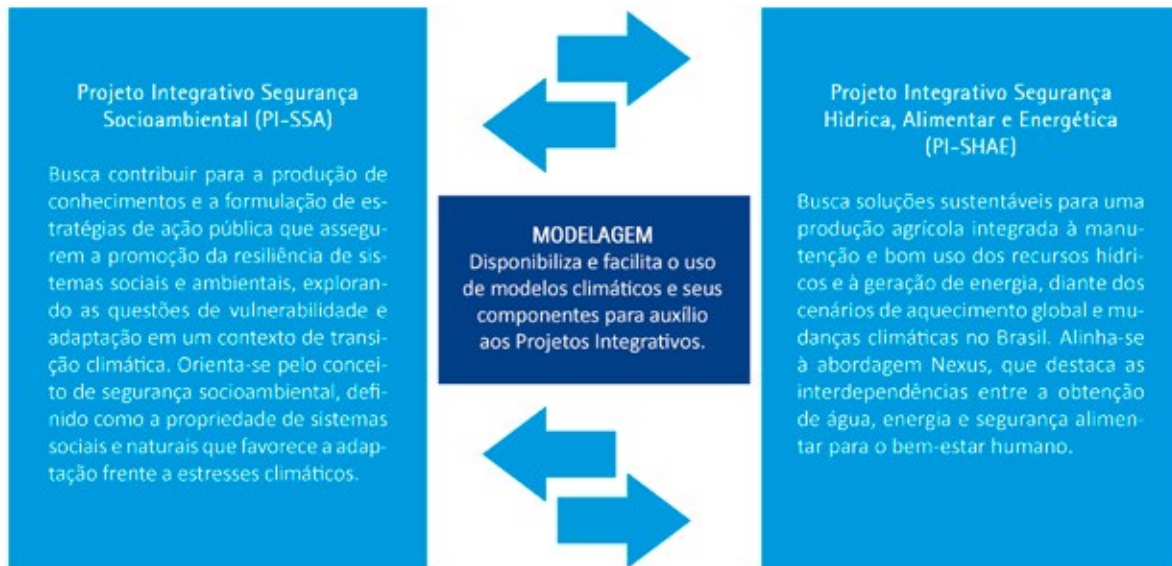 Projeto Integrativo Segurança
Socioambiental (PI-SSA)
Busca contribuir para a produção de
conhecimentos e a formulação de es-
tratégias de ação pública que assegu-
rem a promoção da resiliência de sis-
temas sociais e ambientais, exploran-
do as questões de vulnerabilidade e
adaptação em um contexto de transi-
ção climática. Orienta-se pelo concei-
to de segurança socioambiental, defi-
nido como a propriedade de sistemas
sociais e naturais que favorece a adap-
tação frente a estresses climáticos.
MODELAGEM
Disponibiliza e facilita o uso
de modelos climáticos e seus
componentes para auxílio
aos Projetos Integrativos.
Projeto Integrativo Segurança
Hìdrica, Alimentar e Energética
(PI-SHAE)
Busca soluções sustentáveis para uma
produção agrícola integrada à manu-
tenção e bom uso dos recursos hídri-
cos e à geração de energia, diante dos
cenários de aquecimento global e mu-
danças climáticas no Brasil. Alinha-se
à abordagem Nexus, que destaca as
interdependências entre a obtenção
de água, energia e segurança alimen-
tar para o bem-estar humano.